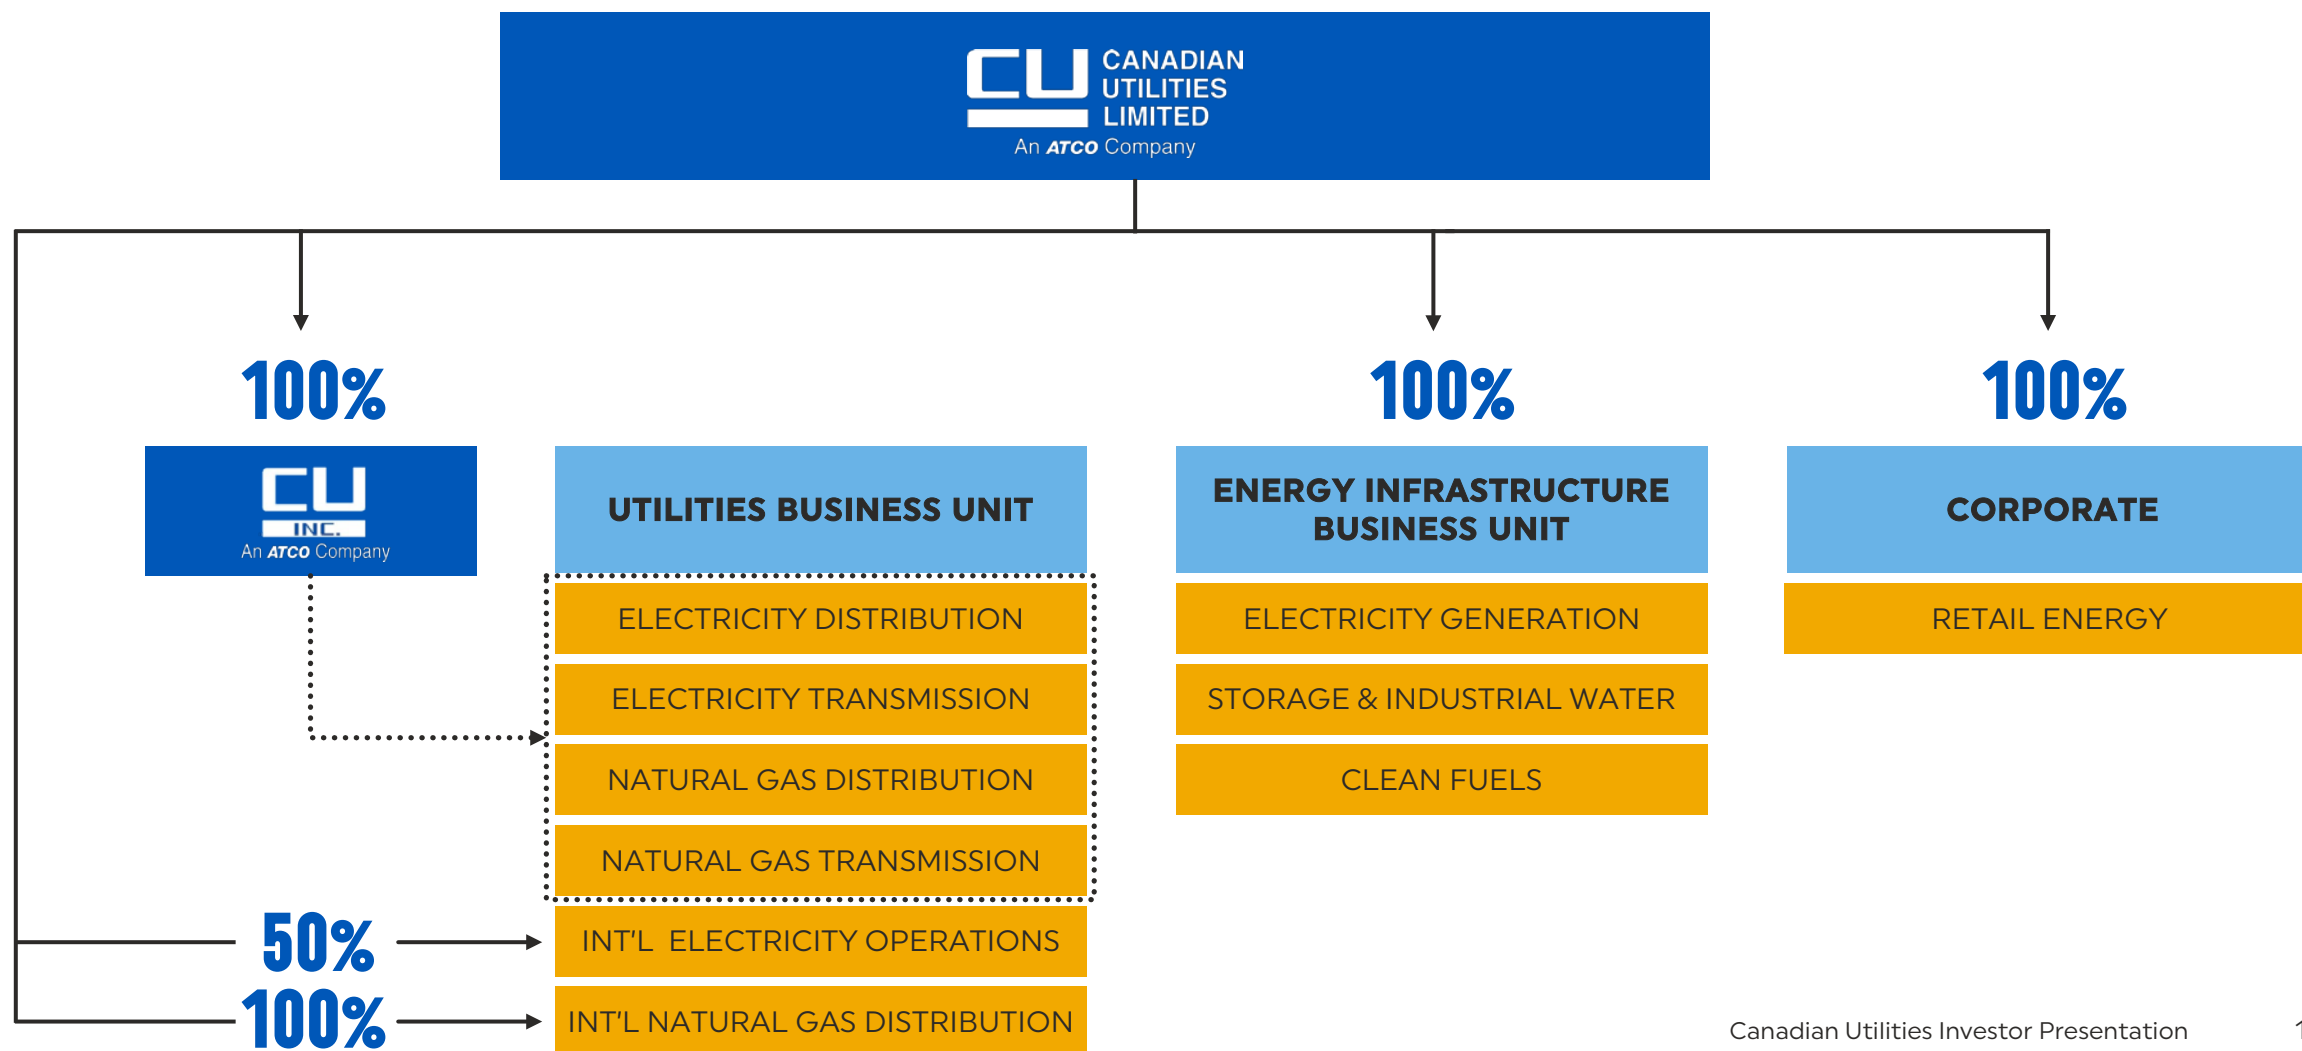 CU
CANADIAN
UTILITIES
LIMITED
An ATCO Company
100%
100%
100%
CU
INC.
An ATCO Company
UTILITIES BUSINESS UNIT
ENERGY INFRASTRUCTURE
BUSINESS UNIT
CORPORATE
ELECTRICITY DISTRIBUTION
ELECTRICITY GENERATION
RETAIL ENERGY
ELECTRICITY TRANSMISSION
STORAGE & INDUSTRIAL WATER
NATURAL GAS DISTRIBUTION
CLEAN FUELS
NATURAL GAS TRANSMISSION
50%
INT'L ELECTRICITY OPERATIONS
100%
INT'L NATURAL GAS DISTRIBUTION
Canadian Utilities Investor Presentation